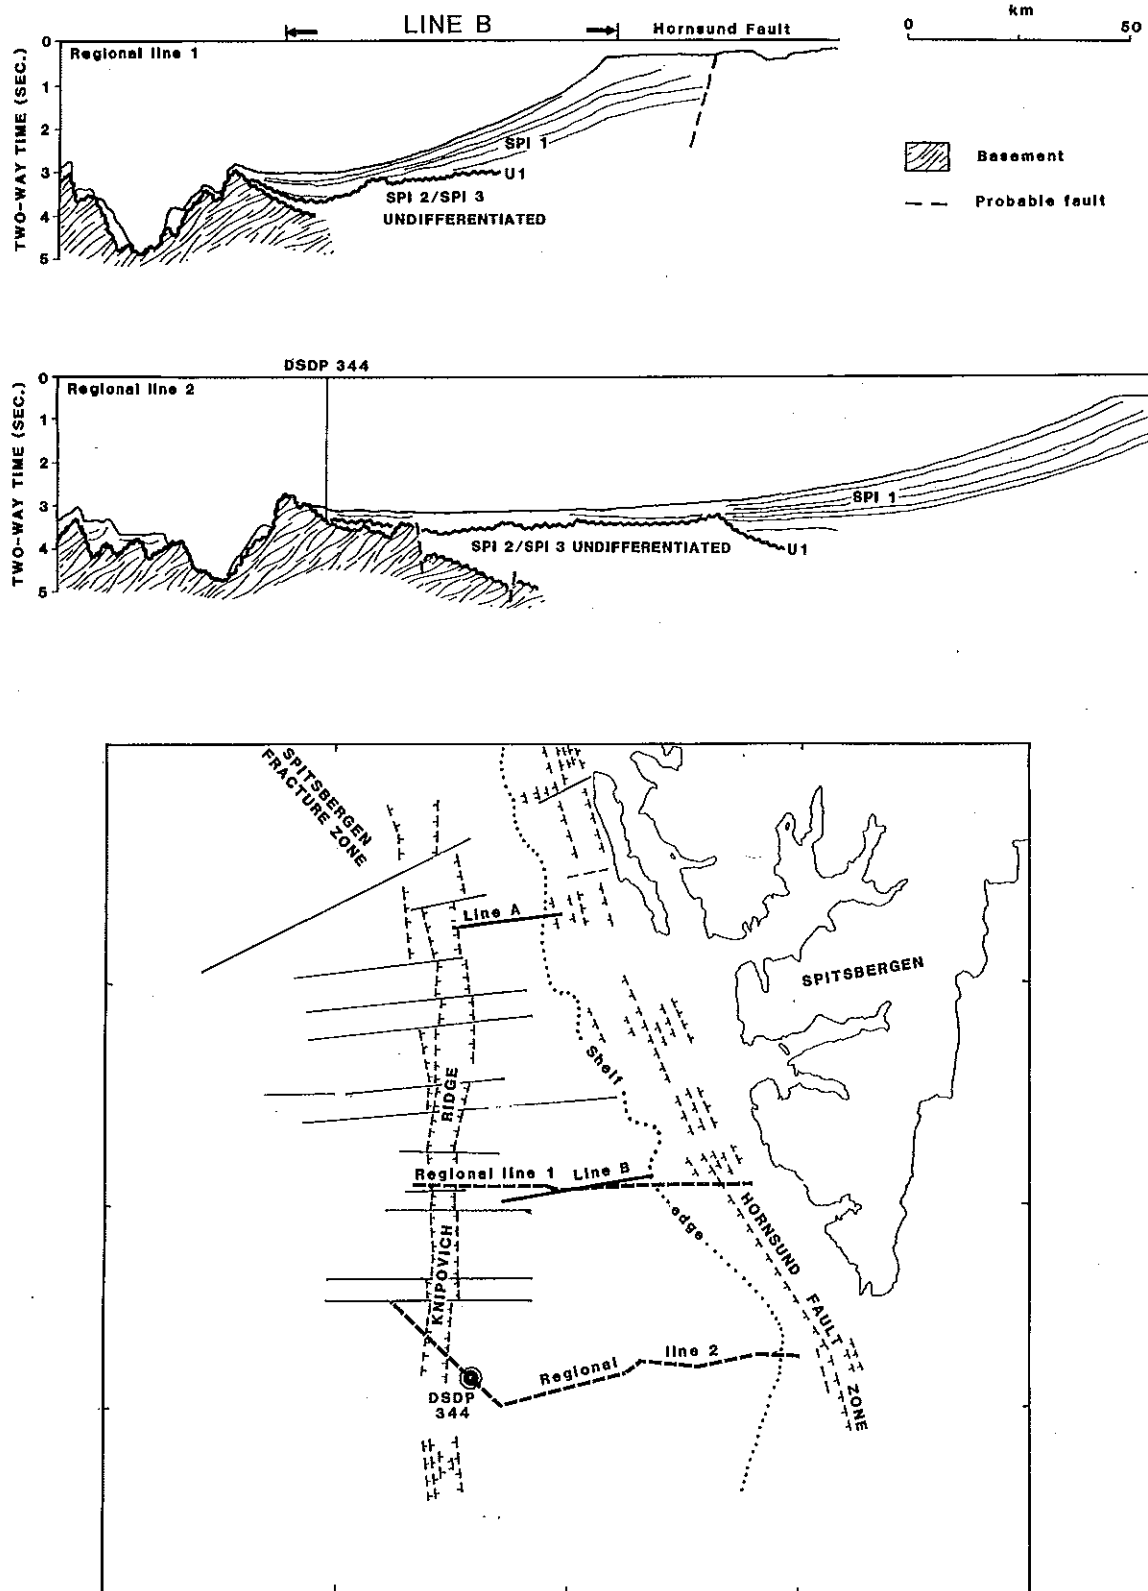 LINE B
Hornsund Fault
km
0
50
Regional line 1
TWO-WAY TIME (SEC.)
0
1
2
3
4
5
SPI 1
U1
SPI 2/SPI 3
UNDIFFERENTIATED
Basement
Probable fault
DSDP 344
Regional line 2
TWO-WAY TIME (SEC.)
0
1
2
3
4
5
SPI 1
SPI 2/SPI 3 UNDIFFERENTIATED
U1
SPITSBERGEN
FRACTURE ZONE
Line A
SPITSBERGEN
Shelf
RIDGE
Regional line 1
Line B
edge
HORNSUND
FAULT
ZONE
KNIPOVICH
Regional
line 2
DSDP
344